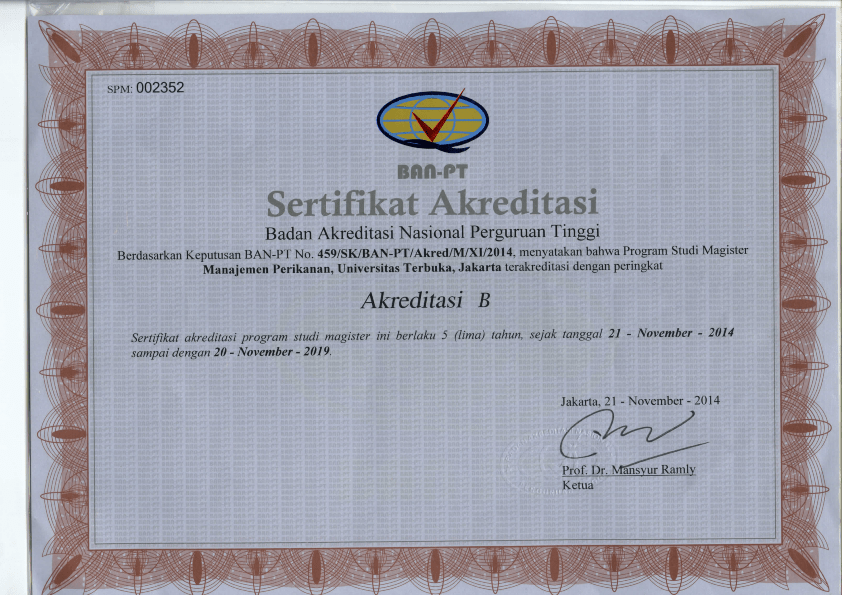 SPM: 002352
BAN-PT
Sertifikat Akreditasi
Badan Akreditasi Nasional Perguruan Tinggi
Berdasarkan Keputusan BAN-PT No. 459/SK/BAN-PT/Akred/M/XI/2014, menyatakan bahwa Program Studi Magister
Manajemen Perikanan, Universitas Terbuka, Jakarta terakreditasi dengan peringkat
Akreditasi B
Sertifikat akreditasi program studi magister ini berlaku 5 (lima) tahun, sejak tanggal 21 - November - 2014
sampai dengan 20 - November - 2019.
Jakarta, 21 - November - 2014
Prof. Dr. Mansyur Ramly
Ketua